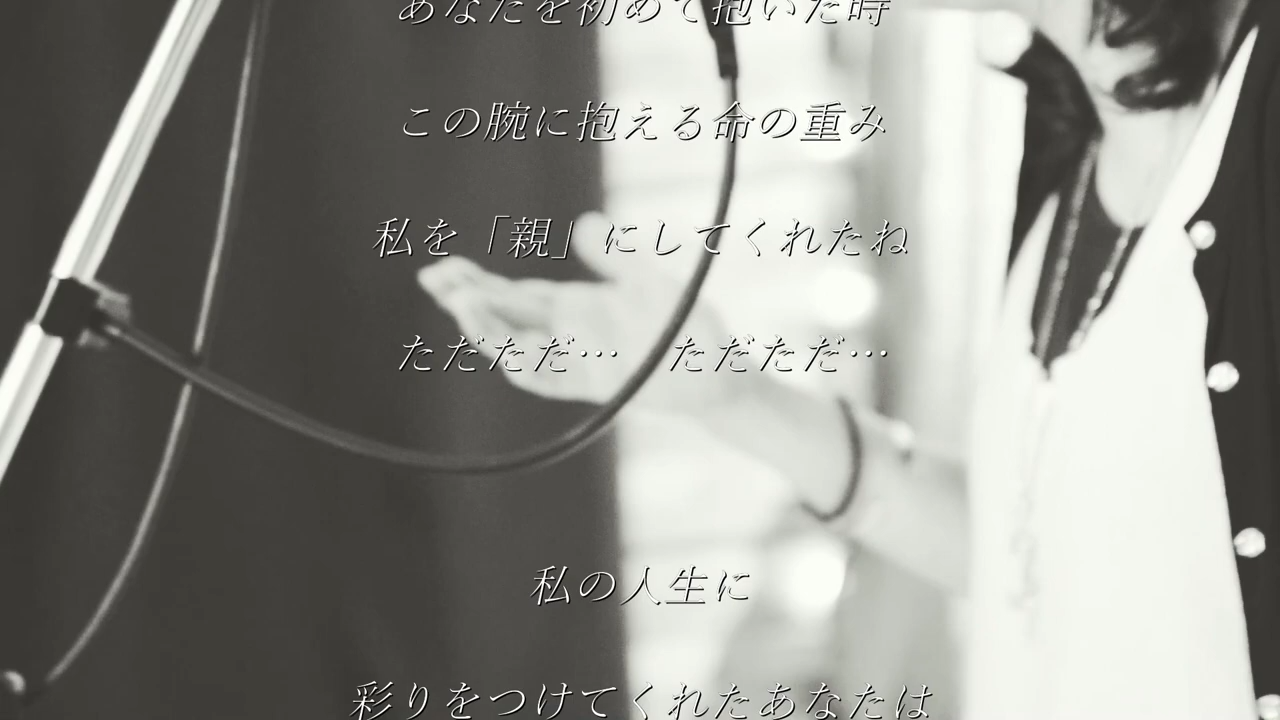 あなたを初めて抱いた時
この腕に抱える命の重み
私を「親」にしてくれたね
ただただ… ただただ…
私の人生に
彩りをつけてくれたあなたは